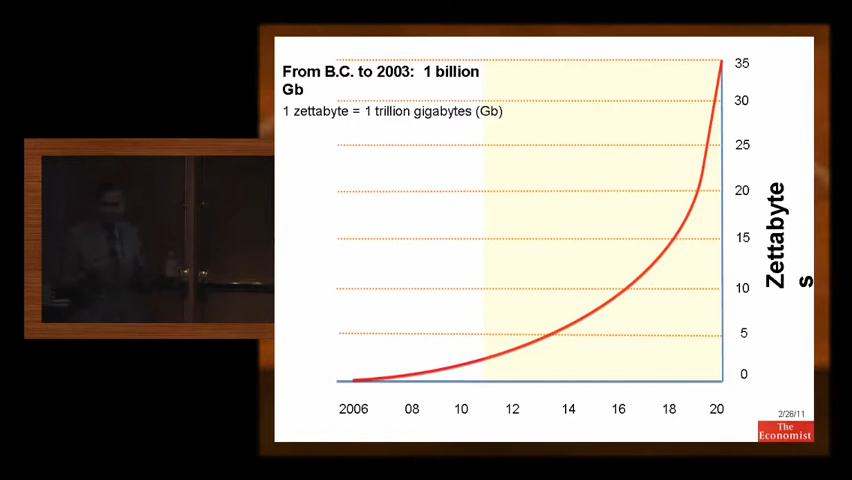 From B.C. to 2003: 1 billion
Gb
1 zettabyte = 1 trillion gigabytes (Gb)
35
30
25
20
15
10
5
0
Zettabyte
s
2006 08 10 12 14 16 18 20
2/26/11
The
Economist